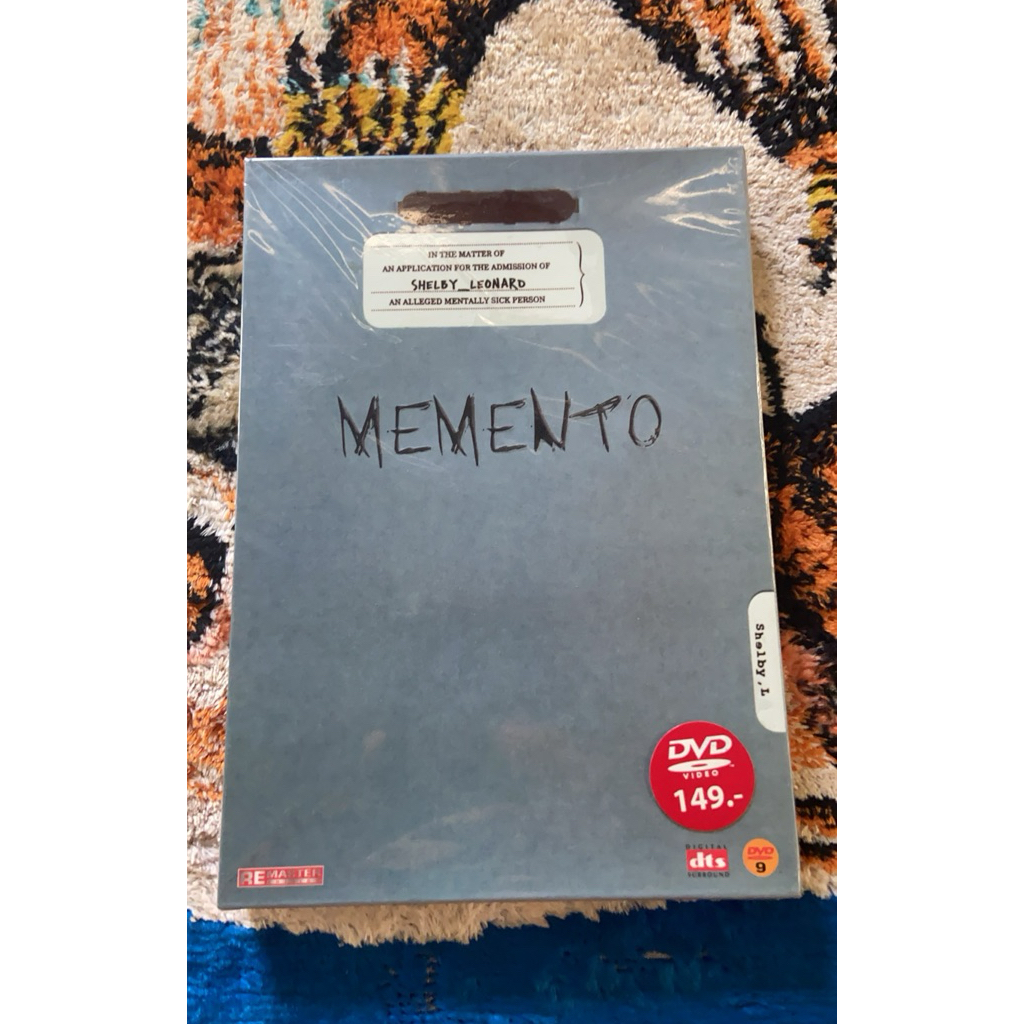 IN THE MATTER OF
AN APPLICATION FOR THE ADMISSION OF
SHELBY_LEONARD
AN ALLEGED MENTALLY SICK PERSON
MEMENTO
Shelby,L
DVD
VIDEO
149.-
DIGITAL
dts
SURROUND
DVD
9
REMASTER